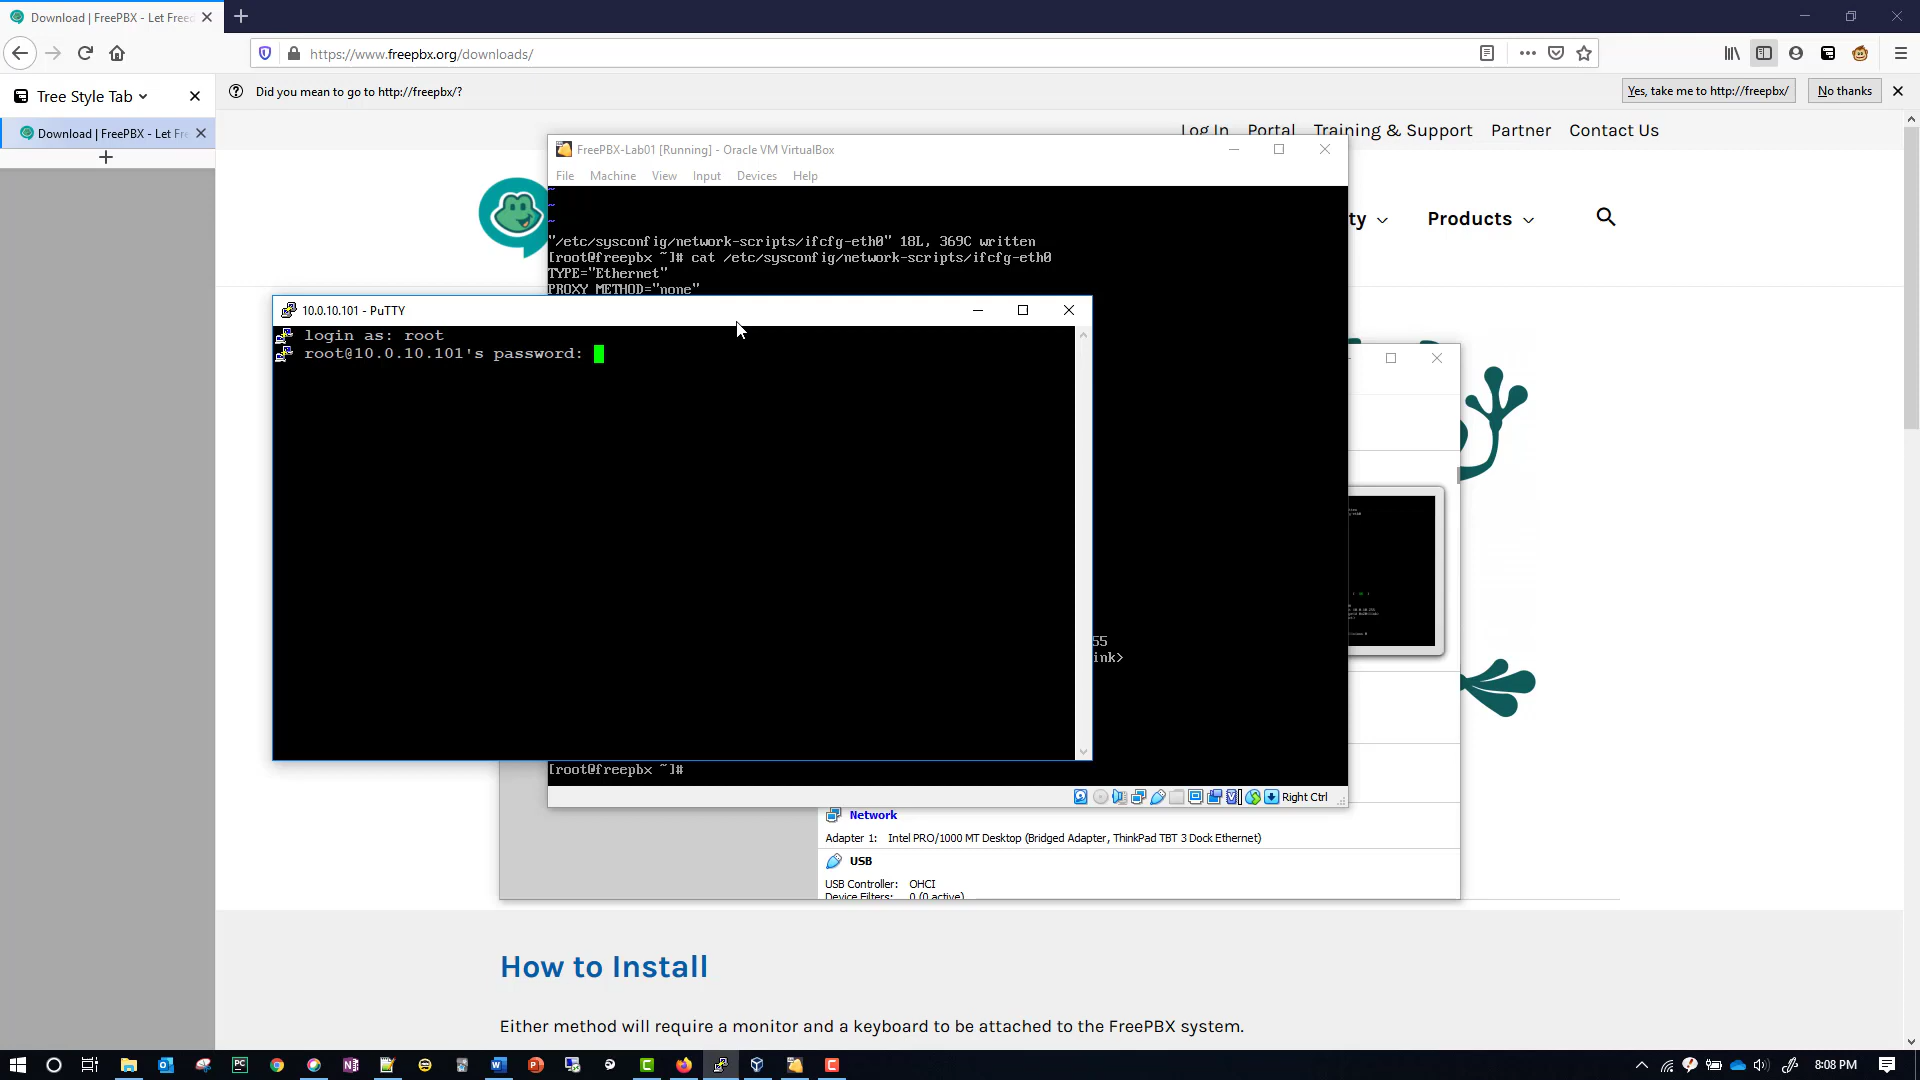 Download | FreePBX - Let Freed
https://www.freepbx.org/downloads/
Tree Style Tab
Did you mean to go to http://freepbx/?
Yes, take me to http://freepbx/
No thanks
Download | FreePBX - Let Fre
Log In Portal Training & Support Partner Contact Us
ty Products
FreePBX-Lab01 [Running] - Oracle VM VirtualBox
File Machine View Input Devices Help
~
~
~
"/etc/sysconfig/network-scripts/ifcfg-eth0" 18L, 369C written
[root@freepbx ~]# cat /etc/sysconfig/network-scripts/ifcfg-eth0
TYPE="Ethernet"
PROXY_METHOD="none"
10.0.10.101 - PuTTY
login as: root
root@10.0.10.101's password:
55
ink>
[root@freepbx ~]#
Right Ctrl
Network
Adapter 1: Intel PRO/1000 MT Desktop (Bridged Adapter, ThinkPad TBT 3 Dock Ethernet)
USB
USB Controller: OHCI
Device Filters: 0 (0 active)
How to Install
Either method will require a monitor and a keyboard to be attached to the FreePBX system.
8:08 PM